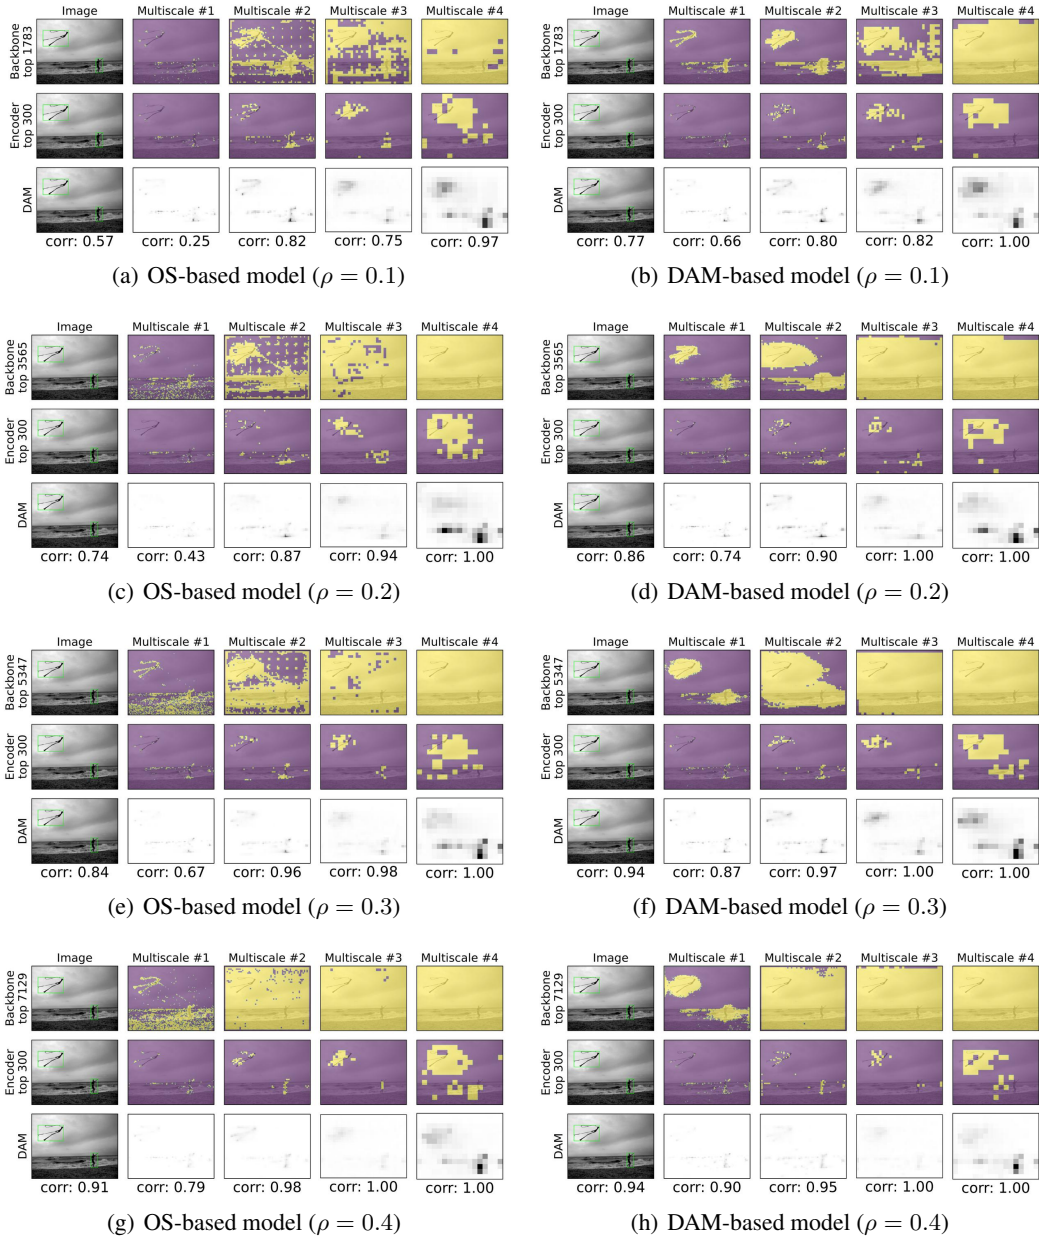 Image Multiscale #1 Multiscale #2 Multiscale #3 Multiscale #4
Backbone
top 1783
Encoder
top 300
DAM
corr: 0.57 corr: 0.25 corr: 0.82 corr: 0.75 corr: 0.97
(a) OS-based model (ρ = 0.1)
Image Multiscale #1 Multiscale #2 Multiscale #3 Multiscale #4
Backbone
top 1783
Encoder
top 300
DAM
corr: 0.77 corr: 0.66 corr: 0.80 corr: 0.82 corr: 1.00
(b) DAM-based model (ρ = 0.1)
Image Multiscale #1 Multiscale #2 Multiscale #3 Multiscale #4
Backbone
top 3565
Encoder
top 300
DAM
corr: 0.74 corr: 0.43 corr: 0.87 corr: 0.94 corr: 1.00
(c) OS-based model (ρ = 0.2)
Image Multiscale #1 Multiscale #2 Multiscale #3 Multiscale #4
Backbone
top 3565
Encoder
top 300
DAM
corr: 0.86 corr: 0.74 corr: 0.90 corr: 1.00 corr: 1.00
(d) DAM-based model (ρ = 0.2)
Image Multiscale #1 Multiscale #2 Multiscale #3 Multiscale #4
Backbone
top 5347
Encoder
top 300
DAM
corr: 0.84 corr: 0.67 corr: 0.96 corr: 0.98 corr: 1.00
(e) OS-based model (ρ = 0.3)
Image Multiscale #1 Multiscale #2 Multiscale #3 Multiscale #4
Backbone
top 5347
Encoder
top 300
DAM
corr: 0.94 corr: 0.87 corr: 0.97 corr: 1.00 corr: 1.00
(f) DAM-based model (ρ = 0.3)
Image Multiscale #1 Multiscale #2 Multiscale #3 Multiscale #4
Backbone
top 7129
Encoder
top 300
DAM
corr: 0.91 corr: 0.79 corr: 0.98 corr: 1.00 corr: 1.00
(g) OS-based model (ρ = 0.4)
Image Multiscale #1 Multiscale #2 Multiscale #3 Multiscale #4
Backbone
top 7129
Encoder
top 300
DAM
corr: 0.94 corr: 0.90 corr: 0.95 corr: 1.00 corr: 1.00
(h) DAM-based model (ρ = 0.4)